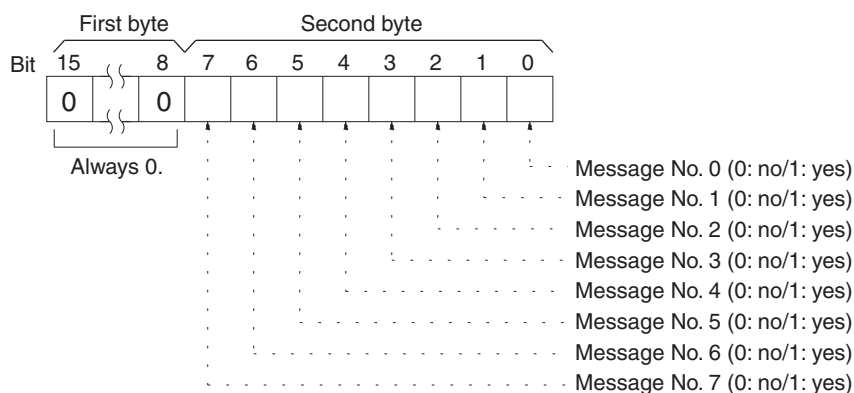 First byte Second byte
Bit 15 8 7 6 5 4 3 2 1 0
0 0
Always 0.
Message No. 0 (0: no/1: yes)
Message No. 1 (0: no/1: yes)
Message No. 2 (0: no/1: yes)
Message No. 3 (0: no/1: yes)
Message No. 4 (0: no/1: yes)
Message No. 5 (0: no/1: yes)
Message No. 6 (0: no/1: yes)
Message No. 7 (0: no/1: yes)